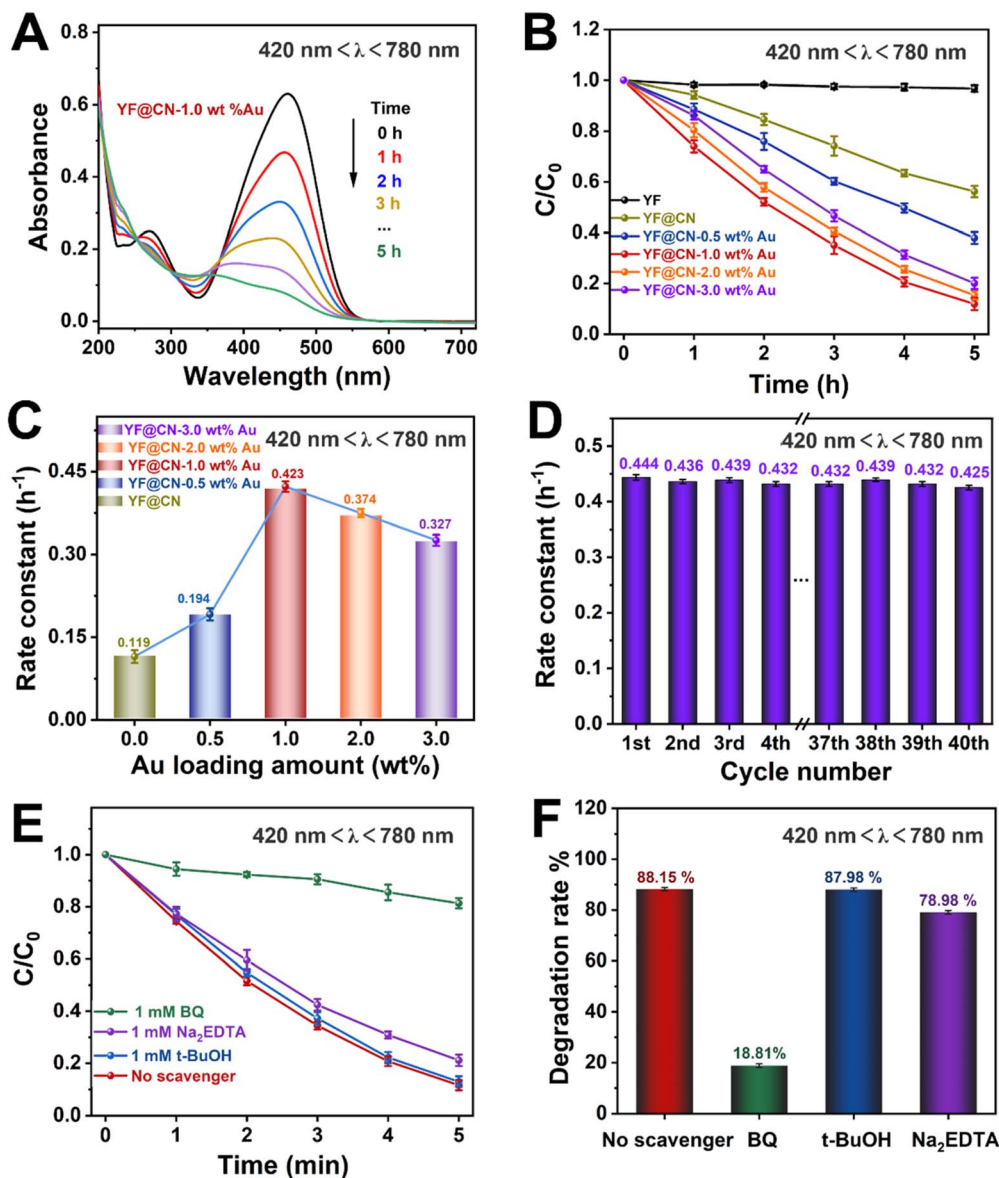 A
420 nm<λ<780 nm
YF@CN-1.0 wt %Au
Time
0 h
1 h
2 h
3 h
...
5 h
0.8
0.6
0.4
0.2
0.0
Absorbance
200 300 400 500 600 700
Wavelength (nm)
B
420 nm<λ<780 nm
1.2
1.0
0.8
0.6
0.4
0.2
0.0
C/C0
YF
YF@CN
YF@CN-0.5 wt% Au
YF@CN-1.0 wt% Au
YF@CN-2.0 wt% Au
YF@CN-3.0 wt% Au
0 1 2 3 4 5
Time (h)
C
YF@CN-3.0 wt% Au
YF@CN-2.0 wt% Au
YF@CN-1.0 wt% Au
YF@CN-0.5 wt% Au
YF@CN
420 nm<λ<780 nm
0.45
0.30
0.15
0.00
Rate constant (h-1)
0.119
0.194
0.423
0.374
0.327
0.0 0.5 1.0 2.0 3.0
Au loading amount (wt%)
D
420 nm<λ<780 nm
0.5
0.4
0.3
0.2
0.1
0.0
Rate constant (h-1)
0.444 0.436 0.439 0.432 0.432 0.439 0.432 0.425
...
1st 2nd 3rd 4th 37th 38th 39th 40th
Cycle number
E
420 nm<λ<780 nm
1.0
0.8
0.6
0.4
0.2
0.0
C/C0
1 mM BQ
1 mM Na2EDTA
1 mM t-BuOH
No scavenger
0 1 2 3 4 5
Time (min)
F
420 nm<λ<780 nm
120
100
80
60
40
20
0
Degradation rate %
88.15 %
18.81%
87.98 %
78.98 %
No scavenger BQ t-BuOH Na2EDTA